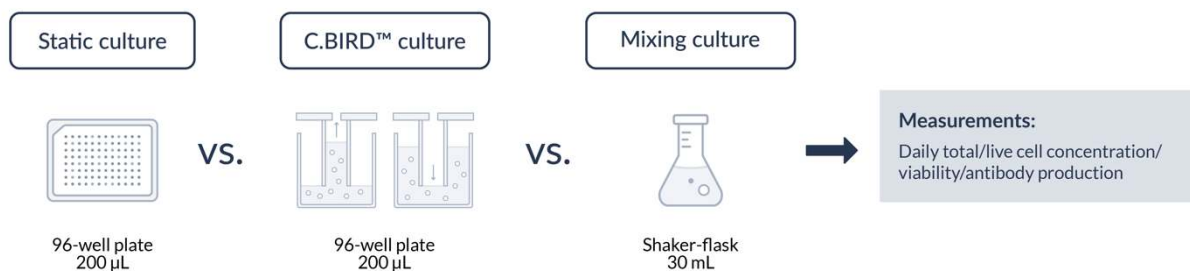 Static culture
C.BIRD™ culture
Mixing culture
vs.
vs.
Measurements:
Daily total/live cell concentration/
viability/antibody production
96-well plate
200 µL
96-well plate
200 µL
Shaker-flask
30 mL